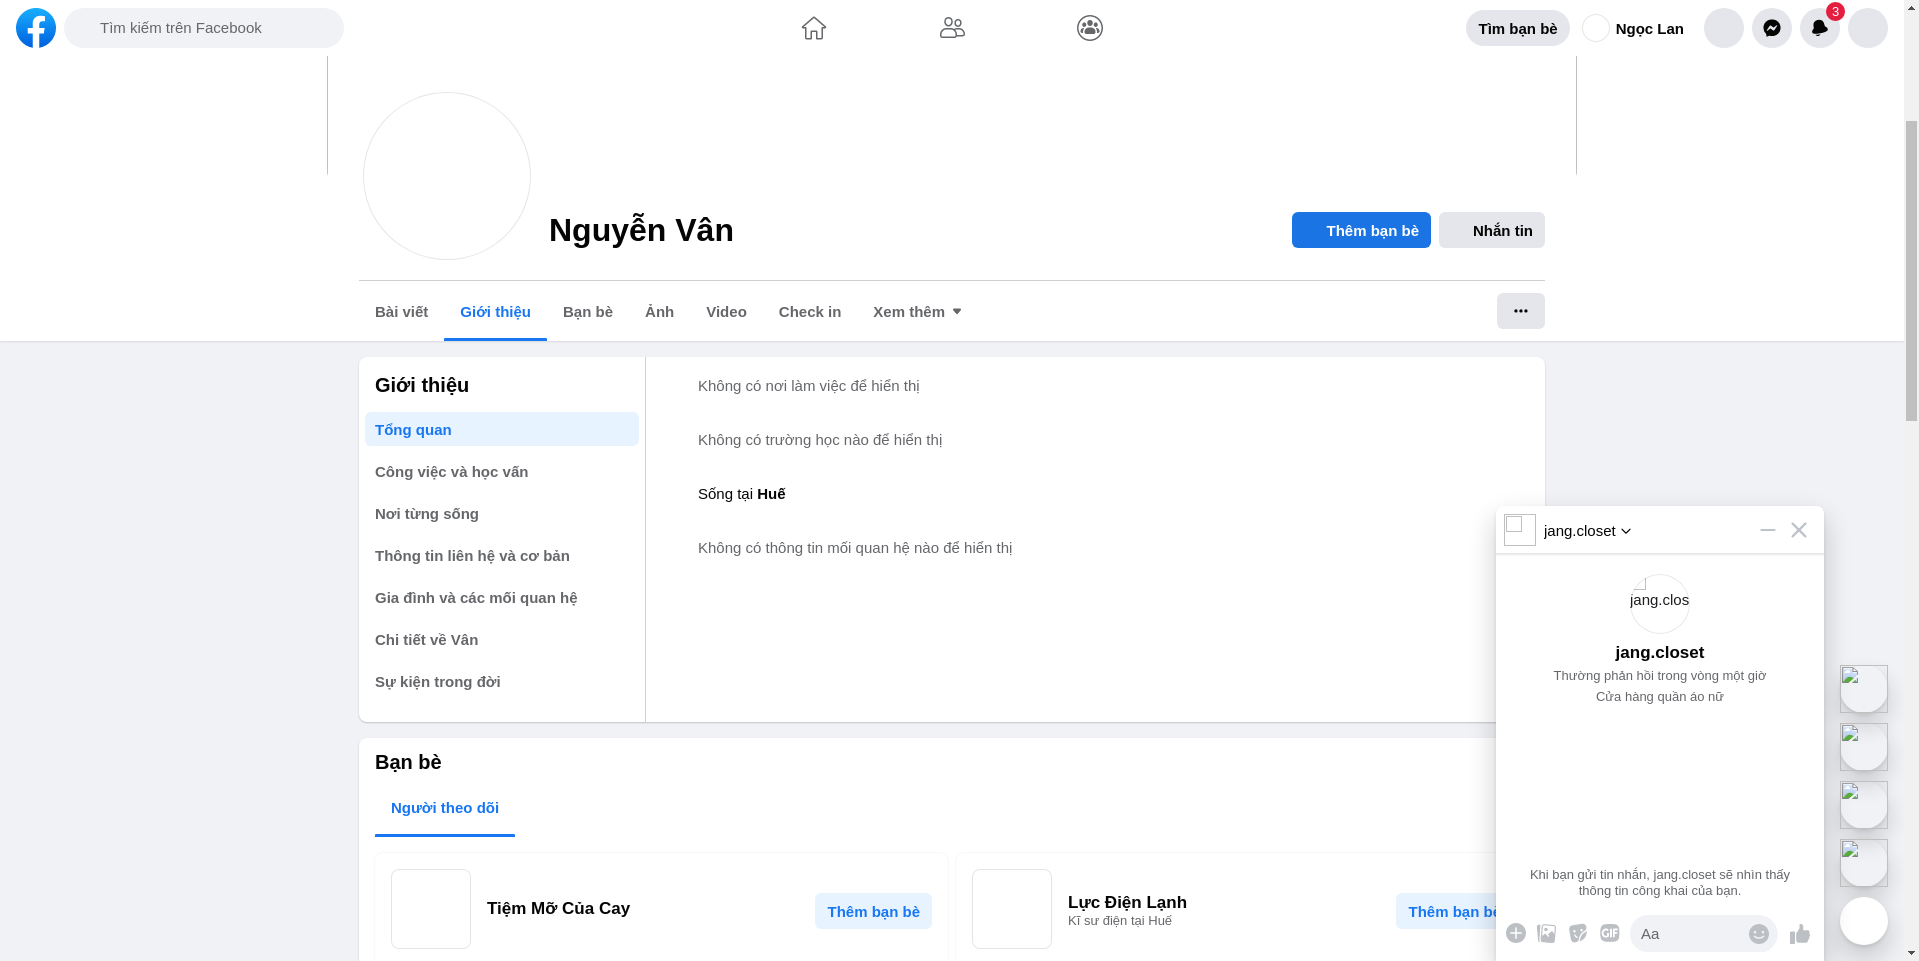 Tìm kiếm trên Facebook
Tìm bạn bè
Ngọc Lan
3
Nguyễn Vân
Thêm bạn bè
Nhắn tin
Bài viết
Giới thiệu
Bạn bè
Ảnh
Video
Check in
Xem thêm
Giới thiệu
Tổng quan
Công việc và học vấn
Nơi từng sống
Thông tin liên hệ và cơ bản
Gia đình và các mối quan hệ
Chi tiết về Vân
Sự kiện trong đời
Không có nơi làm việc để hiển thị
Không có trường học nào để hiển thị
Sống tại Huế
Không có thông tin mối quan hệ nào để hiển thị
Bạn bè
Người theo dõi
Tiệm Mỡ Của Cay
Thêm bạn bè
Lực Điện Lạnh
Kĩ sư điện tại Huế
Thêm bạn bè
jang.closet
jang.clos
jang.closet
Thường phản hồi trong vòng một giờ
Cửa hàng quần áo nữ
Khi bạn gửi tin nhắn, jang.closet sẽ nhìn thấy
thông tin công khai của bạn.
GIF
Aa